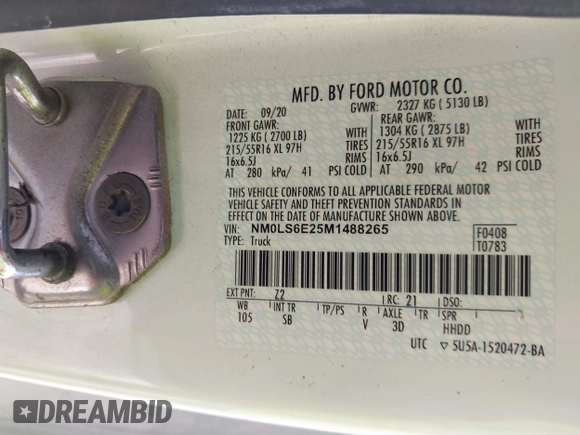 MFD. BY FORD MOTOR CO.
DATE: 09/20 GVWR: 2327 KG ( 5130 LB)
FRONT GAWR: REAR GAWR:
1225 KG ( 2700 LB) WITH 1304 KG ( 2875 LB) WITH
215/55R16 XL 97H TIRES 215/55R16 XL 97H TIRES
16x6.5J RIMS 16x6.5J RIMS
AT 280 kPa/ 41 PSI COLD AT 290 kPa/ 42 PSI COLD
THIS VEHICLE CONFORMS TO ALL APPLICABLE FEDERAL MOTOR
VEHICLE SAFETY AND THEFT PREVENTION STANDARDS IN
EFFECT ON THE DATE OF MANUFACTURE SHOWN ABOVE.
VIN: NM0LS6E25M1488265 F0408
TYPE: Truck T0783
EXT PNT: Z2 RC: 21 DSO:
WB INT TR TP/PS R AXLE TR SPR
105 SB V 3D HHDD
UTC ▽ 5U5A-1520472-BA
DREAMBID